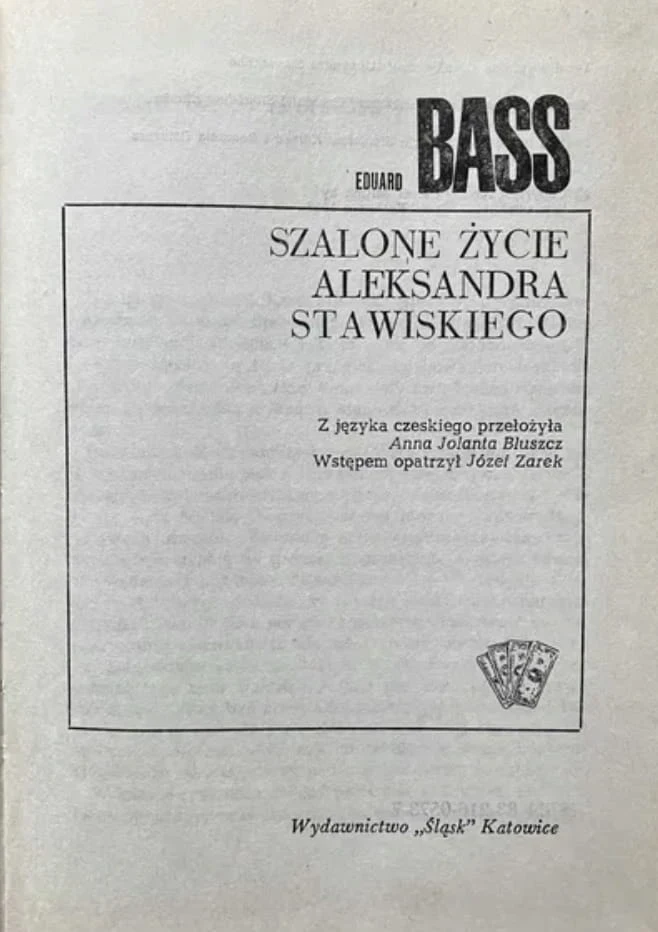 EDUARD BASS
SZALONE ŻYCIE
ALEKSANDRA
STAWISKIEGO
Z języka czeskiego przełożyła
Anna Jolanta Bluszcz
Wstępem opatrzył Józef Zarek
Wydawnictwo „Śląsk” Katowice